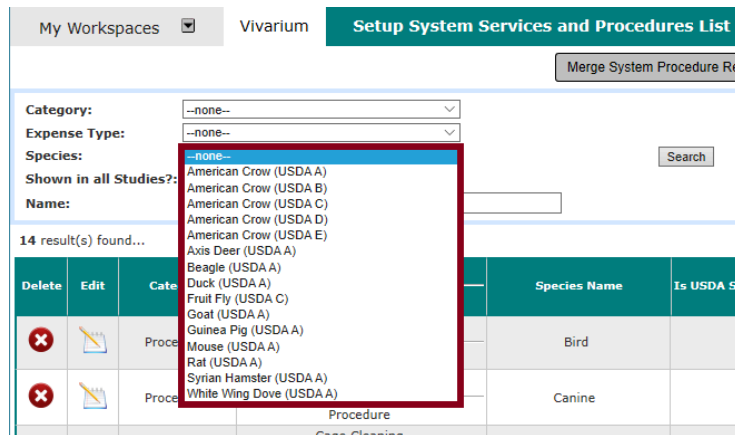 My Workspaces
Vivarium
Setup System Services and Procedures List
Merge System Procedure Re
Category: --none--
Expense Type: --none--
Species: --none--
Search
American Crow (USDA A)
Shown in all Studies?:
American Crow (USDA B)
Name:
American Crow (USDA C)
American Crow (USDA D)
American Crow (USDA E)
14 result(s) found...
Axis Deer (USDA A)
Beagle (USDA A)
Duck (USDA A)
Fruit Fly (USDA C)
Goat (USDA A)
Guinea Pig (USDA A)
Mouse (USDA A)
Rat (USDA A)
Syrian Hamster (USDA A)
White Wing Dove (USDA A)
Delete Edit Cate Species Name Is USDA S
Proce Bird
Proce Canine
Procedure